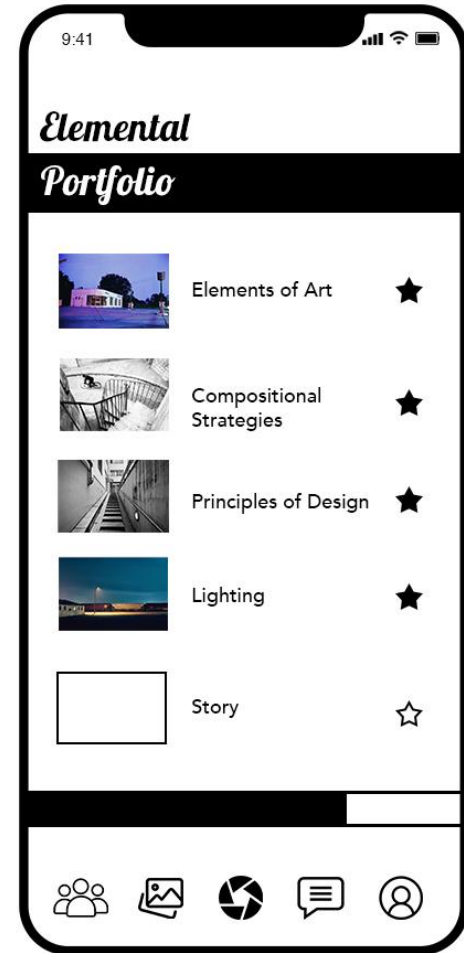 9:41
Elemental
Portfolio
Elements of Art
Compositional
Strategies
Principles of Design
Lighting
Story